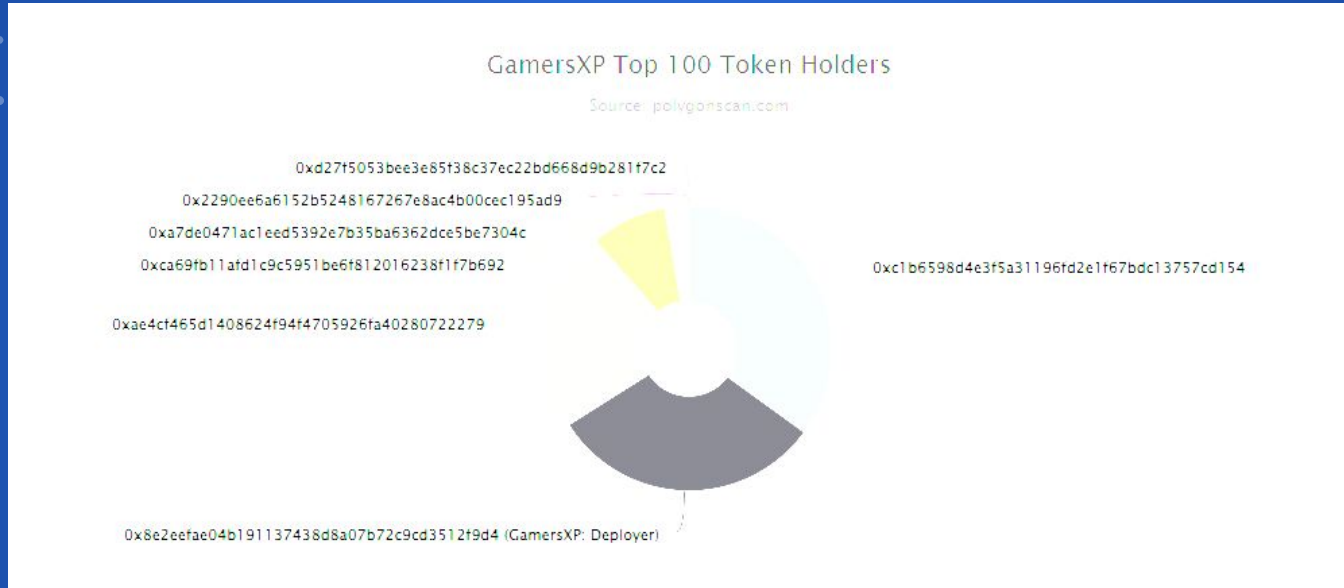 GamersXP Top 100 Token Holders
Source: polygonscan.com
0xd27f5053bee3e85f38c37ec22bd668d9b281f7c2
0x2290ee6a6152b5248167267e8ac4b00cec195ad9
0xa7de0471ac1eed5392e7b35ba6362dce5be7304c
0xca69fb11afd1c9c5951be6f812016238f1f7b692
0xc1b6598d4e3f5a31196fd2e1f67bdc13757cd154
0xae4cf465d1408624f94f4705926fa40280722279
0x8e2eefae04b191137438d8a07b72c9cd3512f9d4 (GamersXP: Deployer)